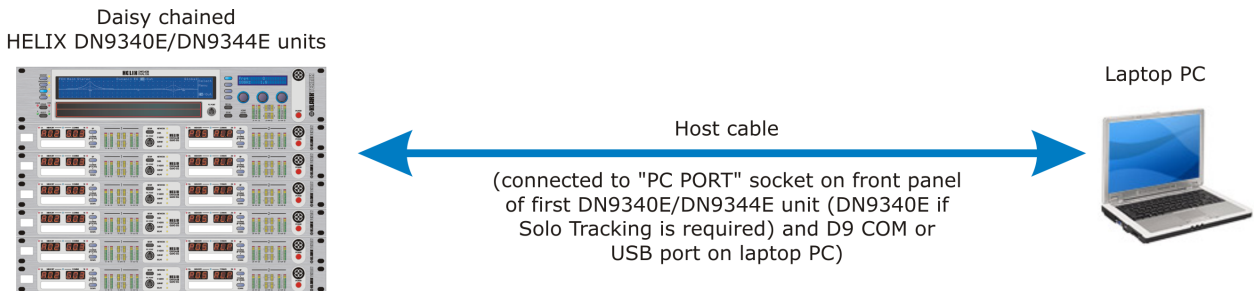 Daisy chained
HELIX DN9340E/DN9344E units
HELIX
Laptop PC
Host cable
(connected to "PC PORT" socket on front panel
of first DN9340E/DN9344E unit (DN9340E if
Solo Tracking is required) and D9 COM or
USB port on laptop PC)